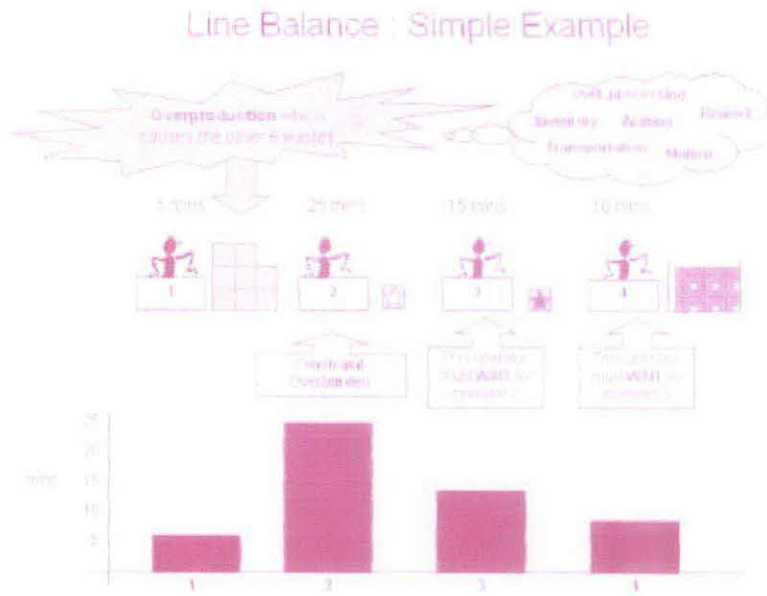 Line Balance : Simple Example
Overproduction which
causes the other 6 wastes
Over processing
Inventory Waiting Rework
Transportation Motion
5 mins
25 mins
15 mins
10 mins
1
2
3
4
Overburden
This operator
must WAIT for
operator 2
This operator
must WAIT for
operator 3
25
20
15
10
5
mins
1
2
3
4